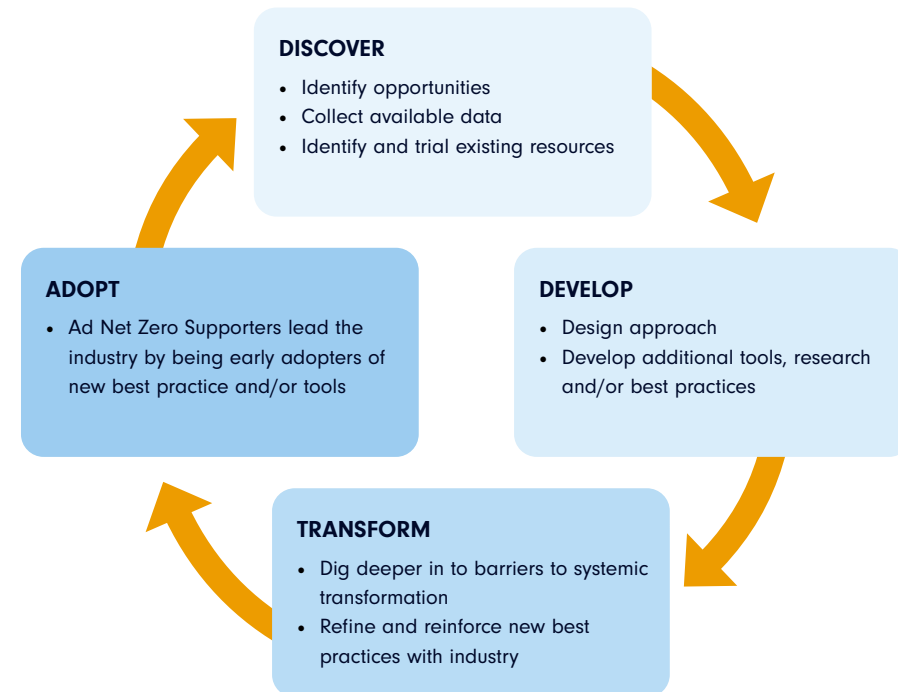 DISCOVER
• Identify opportunities
• Collect available data
• Identify and trial existing resources
DEVELOP
• Design approach
• Develop additional tools, research
and/or best practices
TRANSFORM
• Dig deeper in to barriers to systemic
transformation
• Refine and reinforce new best
practices with industry
ADOPT
• Ad Net Zero Supporters lead the
industry by being early adopters of
new best practice and/or tools